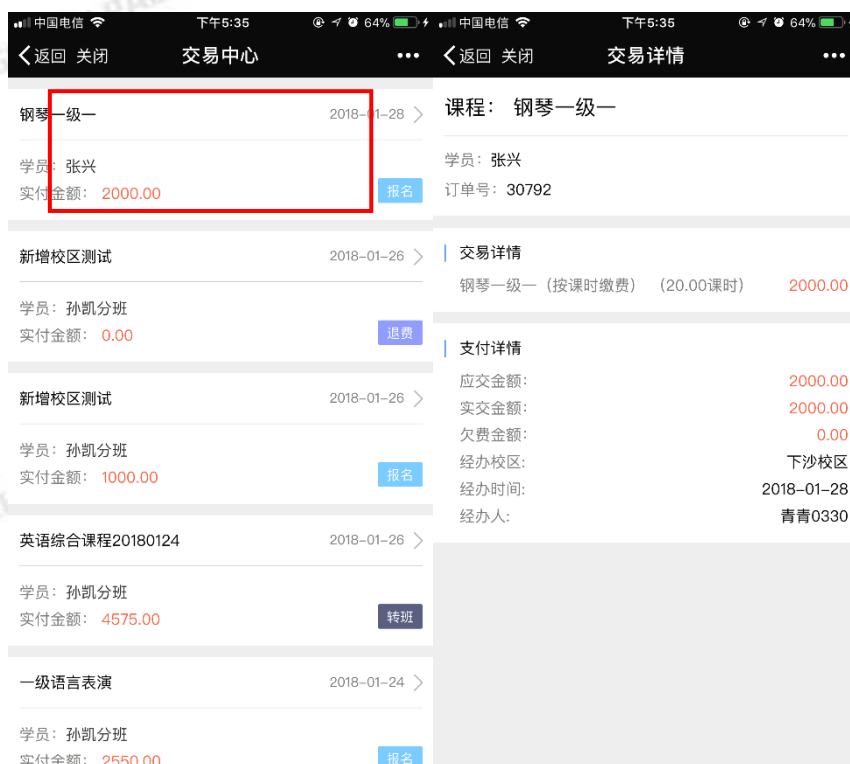 中国电信 下午5:35 64%
返回 关闭 交易中心
钢琴一级一 2018-01-28
学员：张兴
实付金额： 2000.00 报名
新增校区测试 2018-01-26
学员：孙凯分班
实付金额： 0.00 退费
新增校区测试 2018-01-26
学员：孙凯分班
实付金额： 1000.00 报名
英语综合课程20180124 2018-01-26
学员：孙凯分班
实付金额： 4575.00 转班
一级语言表演 2018-01-24
学员：孙凯分班
实付金额： 2550.00 报名
中国电信 下午5:35 64%
返回 关闭 交易详情
课程： 钢琴一级一
学员：张兴
订单号：30792
交易详情
钢琴一级一（按课时缴费）（20.00课时） 2000.00
支付详情
应交金额： 2000.00
实交金额： 2000.00
欠费金额： 0.00
经办校区: 下沙校区
经办时间: 2018-01-28
经办人: 青青0330